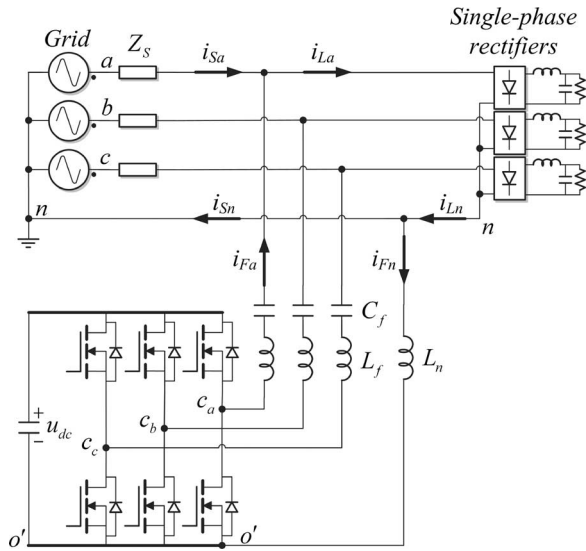 Grid
Z_S
Single-phase
rectifiers
a
i_Sa
i_La
b
c
n
i_Sn
i_Ln
n
i_Fa
i_Fn
C_f
L_f
L_n
c_a
c_b
c_c
+
u_dc
−
o'
o'